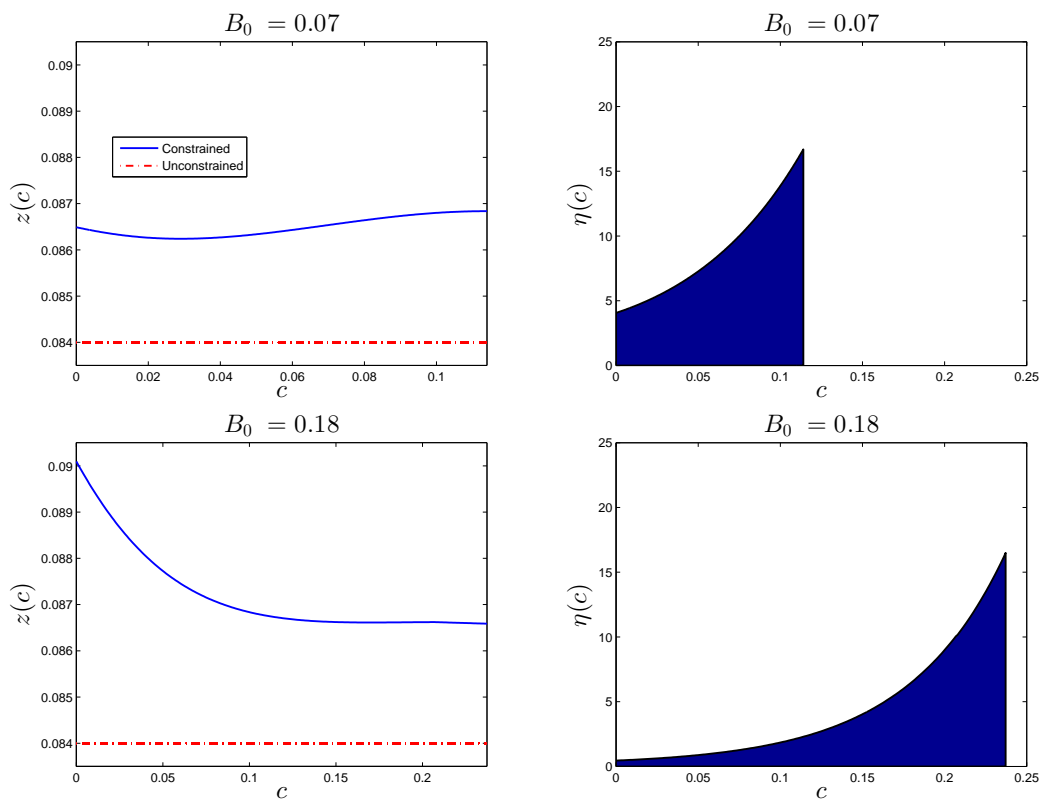 B₀ = 0.07
0.09
0.089
0.088
0.087
0.086
0.085
0.084
z(c)
Constrained
Unconstrained
0 0.02 0.04 0.06 0.08 0.1
c
B₀ = 0.07
25
20
15
10
5
0
η(c)
0 0.05 0.1 0.15 0.2 0.25
c
B₀ = 0.18
0.09
0.089
0.088
0.087
0.086
0.085
0.084
z(c)
0 0.05 0.1 0.15 0.2
c
B₀ = 0.18
25
20
15
10
5
0
η(c)
0 0.05 0.1 0.15 0.2 0.25
c